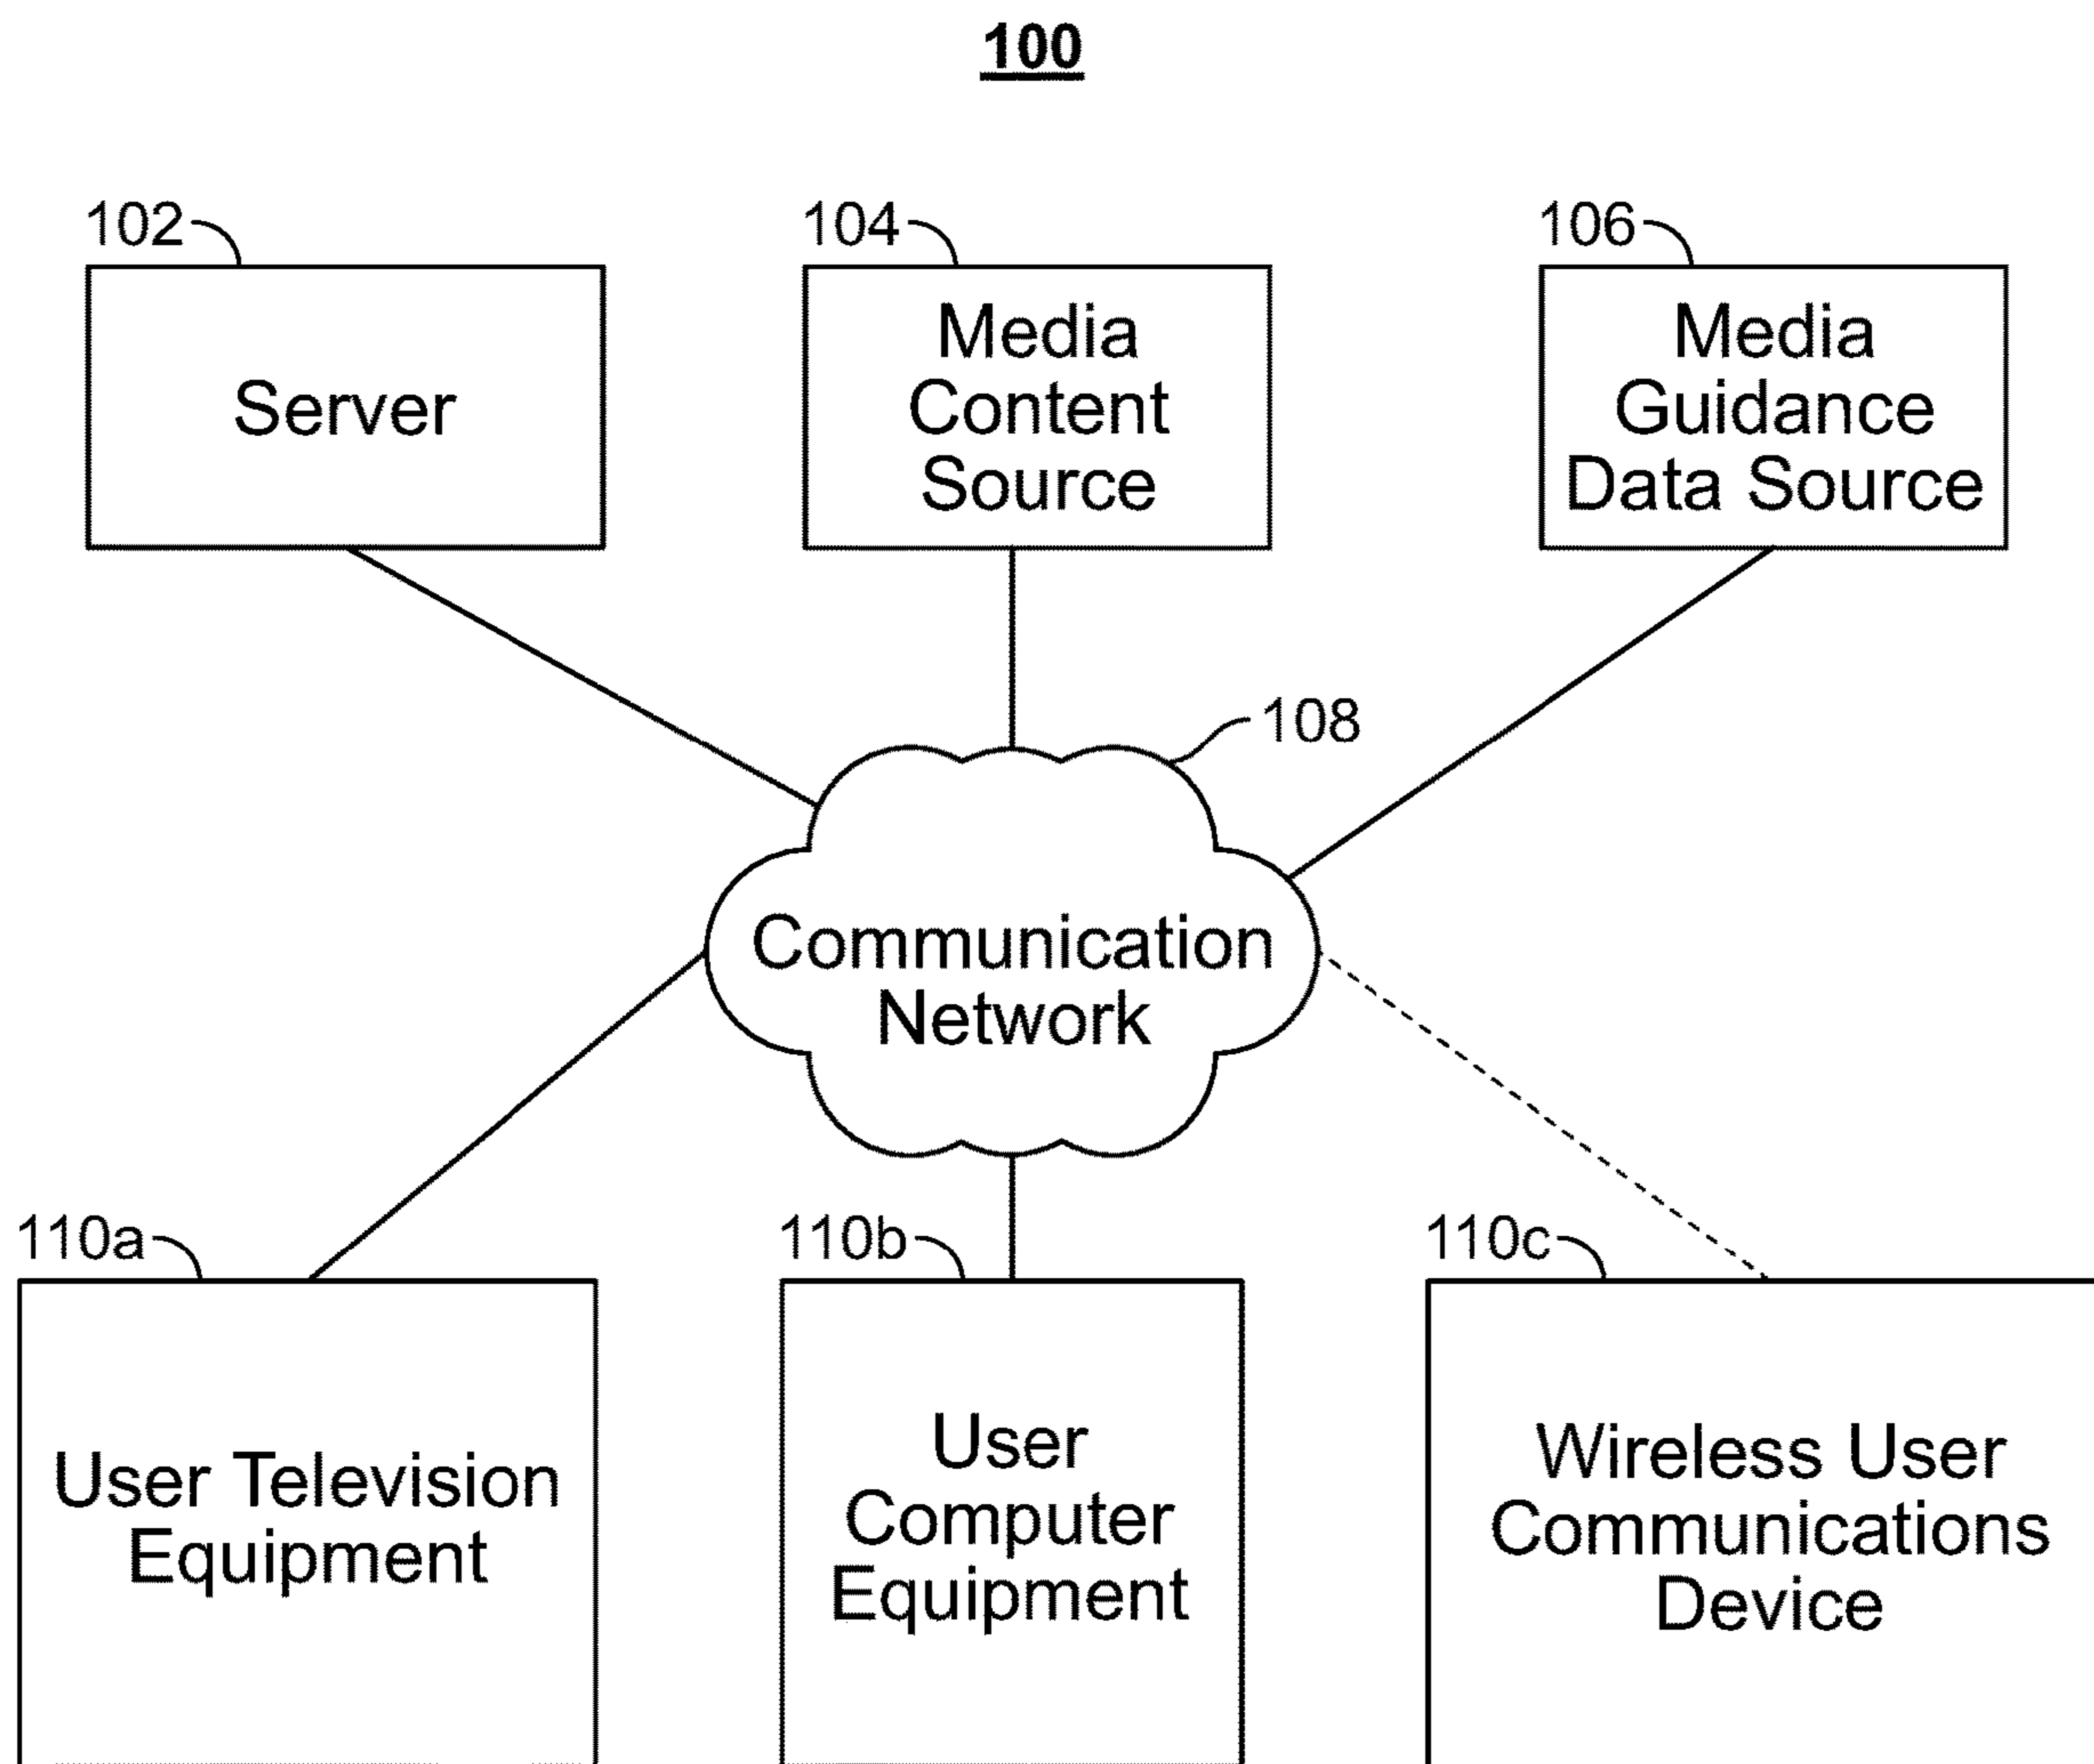 100
102
104
106
Server
Media
Content
Source
Media
Guidance
Data Source
108
Communication
Network
110a
110b
110c
User Television
Equipment
User
Computer
Equipment
Wireless User
Communications
Device